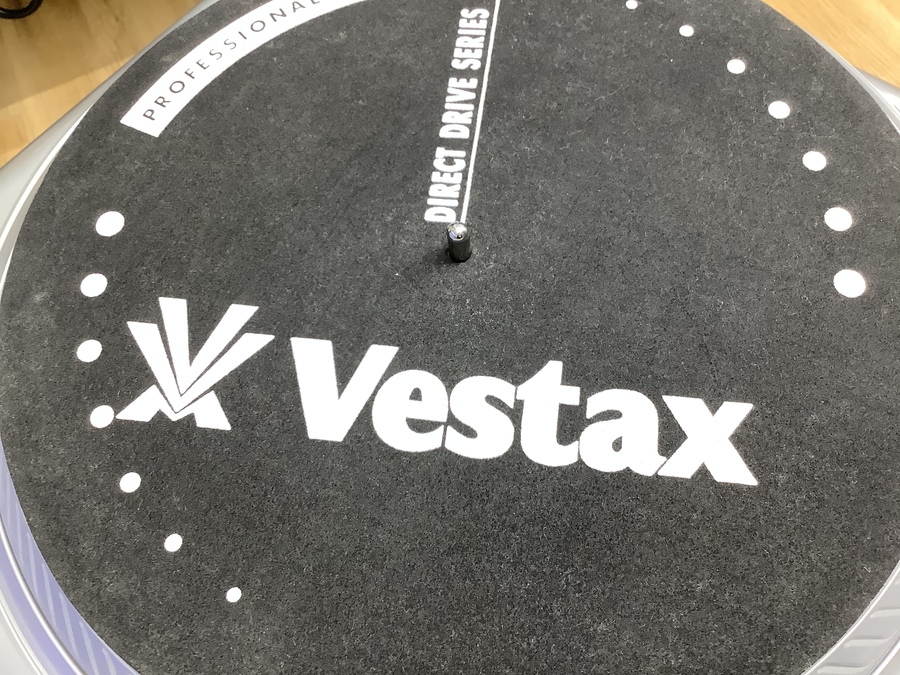 PROFESSIONAL
DIRECT DRIVE SERIES
Vestax